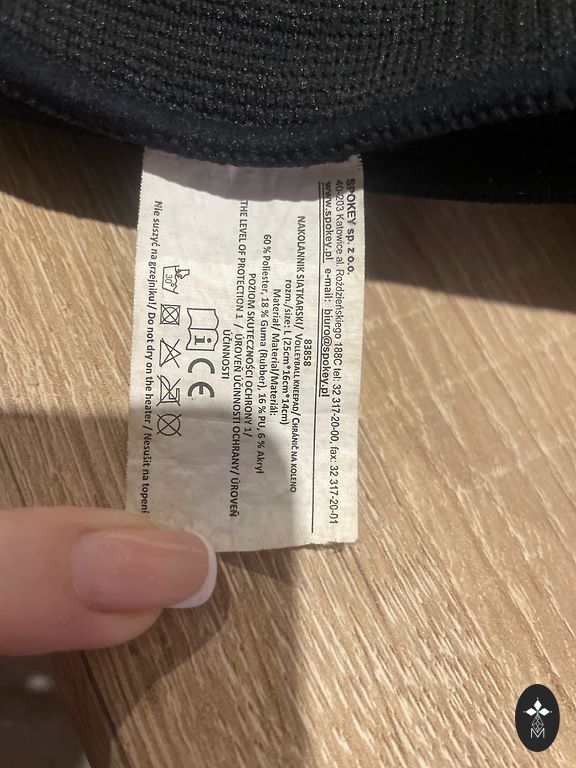 SPOKEY sp. z o.o.
40-203 Katowice al. Roździeńskiego 188C tel: 32 317-20-00, fax: 32 317-20-01
www.spokey.pl e-mail: biuro@spokey.pl
83858
NAKOLANNIK SIATKARSKI/ VOLLEYBALL KNEEPAD/ CHRÁNIČ NA KOLENO
rozm./size: L (25cm*16cm*14cm)
Materiał/ Material/Materiál:
60 % Poliester, 18 % Guma (Rubber), 16 % PU, 6 % Akryl
POZIOM SKUTECZNOŚCI OCHRONY 1/
THE LEVEL OF PROTECTION 1 / ÚROVEŇ ÚČINNOSTI OCHRANY/ ÚROVEŇ
ÚČINNOSTI
i CE
30°
Nie suszyć na grzejniku!/ Do not dry on the heater / Nesušit na topení
M